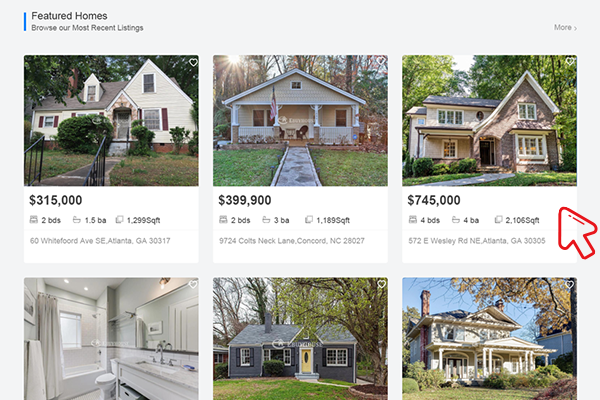 Featured Homes
Browse our Most Recent Listings
More ›
$315,000
2 bds 1.5 ba 1,299Sqft
60 Whitefoord Ave SE,Atlanta, GA 30317
$399,900
2 bds 3 ba 1,189Sqft
9724 Colts Neck Lane,Concord, NC 28027
$745,000
4 bds 4 ba 2,106Sqft
572 E Wesley Rd NE,Atlanta, GA 30305